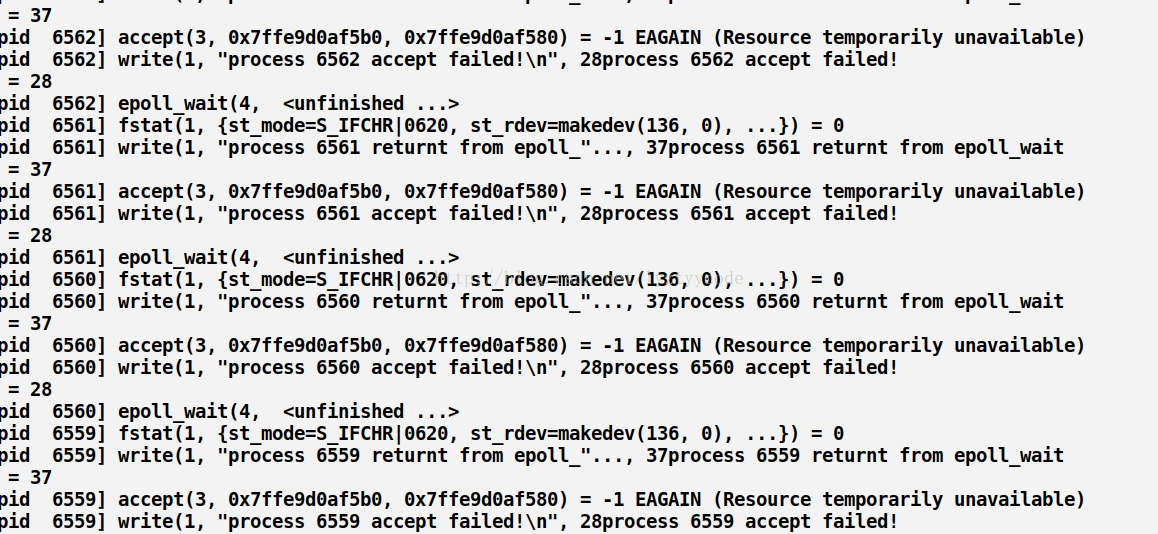 = 37
pid  6562] accept(3, 0x7ffe9d0af5b0, 0x7ffe9d0af580) = -1 EAGAIN (Resource temporarily unavailable)
pid  6562] write(1, "process 6562 accept failed!\n", 28process 6562 accept failed!
= 28
pid  6562] epoll_wait(4,  <unfinished ...>
pid  6561] fstat(1, {st_mode=S_IFCHR|0620, st_rdev=makedev(136, 0), ...}) = 0
pid  6561] write(1, "process 6561 returnt from epoll_"..., 37process 6561 returnt from epoll_wait
= 37
pid  6561] accept(3, 0x7ffe9d0af5b0, 0x7ffe9d0af580) = -1 EAGAIN (Resource temporarily unavailable)
pid  6561] write(1, "process 6561 accept failed!\n", 28process 6561 accept failed!
= 28
pid  6561] epoll_wait(4,  <unfinished ...>
pid  6560] fstat(1, {st_mode=S_IFCHR|0620, st_rdev=makedev(136, 0), ...}) = 0
pid  6560] write(1, "process 6560 returnt from epoll_"..., 37process 6560 returnt from epoll_wait
= 37
pid  6560] accept(3, 0x7ffe9d0af5b0, 0x7ffe9d0af580) = -1 EAGAIN (Resource temporarily unavailable)
pid  6560] write(1, "process 6560 accept failed!\n", 28process 6560 accept failed!
= 28
pid  6560] epoll_wait(4,  <unfinished ...>
pid  6559] fstat(1, {st_mode=S_IFCHR|0620, st_rdev=makedev(136, 0), ...}) = 0
pid  6559] write(1, "process 6559 returnt from epoll_"..., 37process 6559 returnt from epoll_wait
= 37
pid  6559] accept(3, 0x7ffe9d0af5b0, 0x7ffe9d0af580) = -1 EAGAIN (Resource temporarily unavailable)
pid  6559] write(1, "process 6559 accept failed!\n", 28process 6559 accept failed!